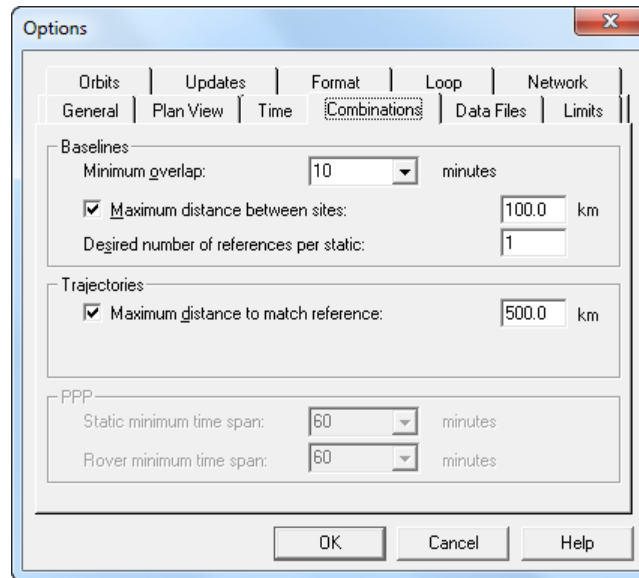 Options
Orbits Updates Format Loop Network
General Plan View Time Combinations Data Files Limits
Baselines
Minimum overlap: 10 minutes
Maximum distance between sites: 100.0 km
Desired number of references per static: 1
Trajectories
Maximum distance to match reference: 500.0 km
PPP
Static minimum time span: 60 minutes
Rover minimum time span: 60 minutes
OK Cancel Help